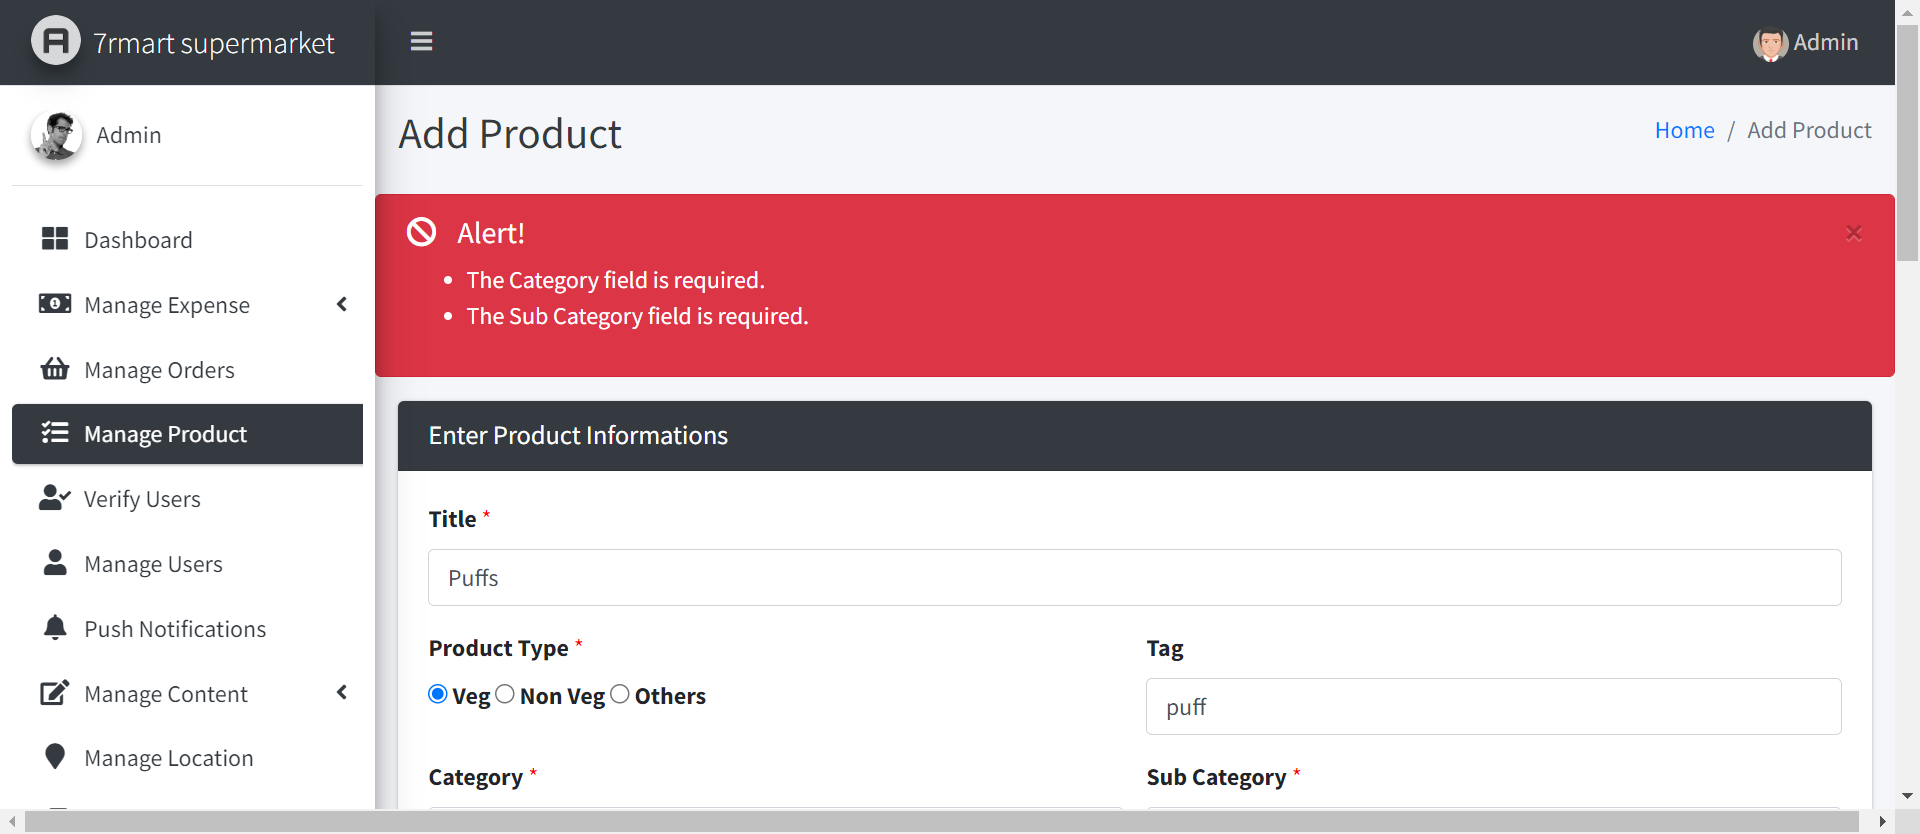 7rmart supermarket
Admin
Admin
Add Product
Home / Add Product
Dashboard
Manage Expense
Manage Orders
Manage Product
Verify Users
Manage Users
Push Notifications
Manage Content
Manage Location
Alert!
×
• The Category field is required.
• The Sub Category field is required.
Enter Product Informations
Title *
Puffs
Product Type *
Veg Non Veg Others
Tag
puff
Category *
Sub Category *